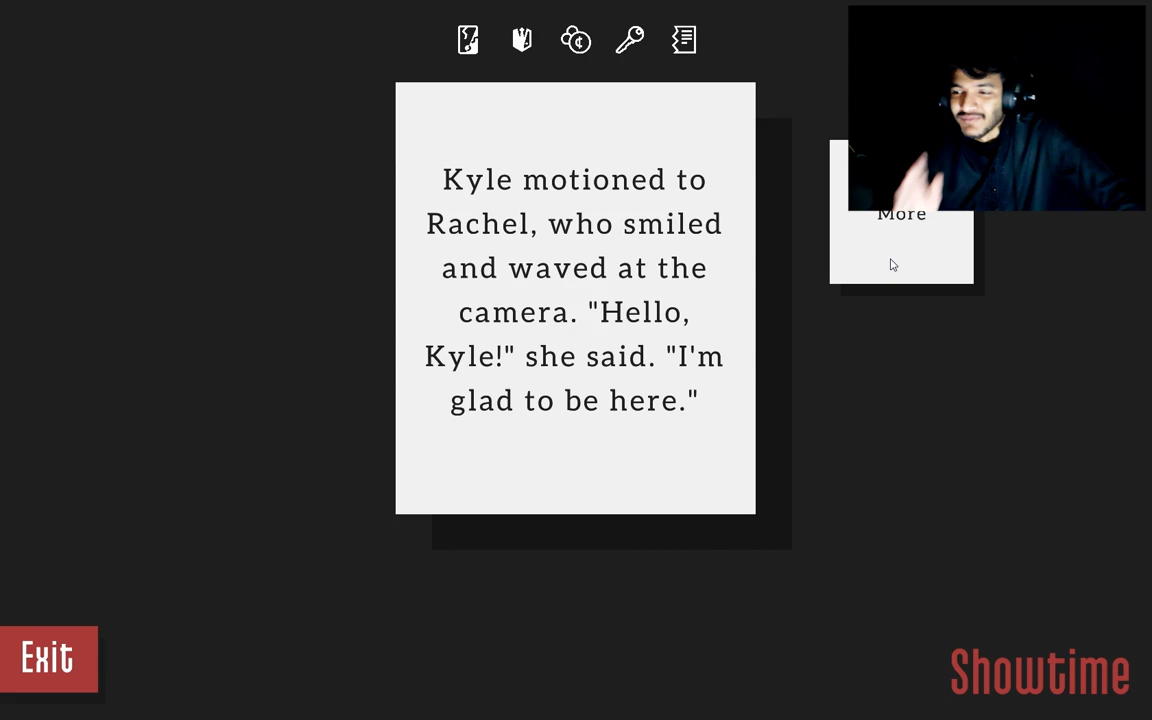 Kyle motioned to
Rachel, who smiled
and waved at the
camera. "Hello,
Kyle!" she said. "I'm
glad to be here."
More
Exit
Showtime